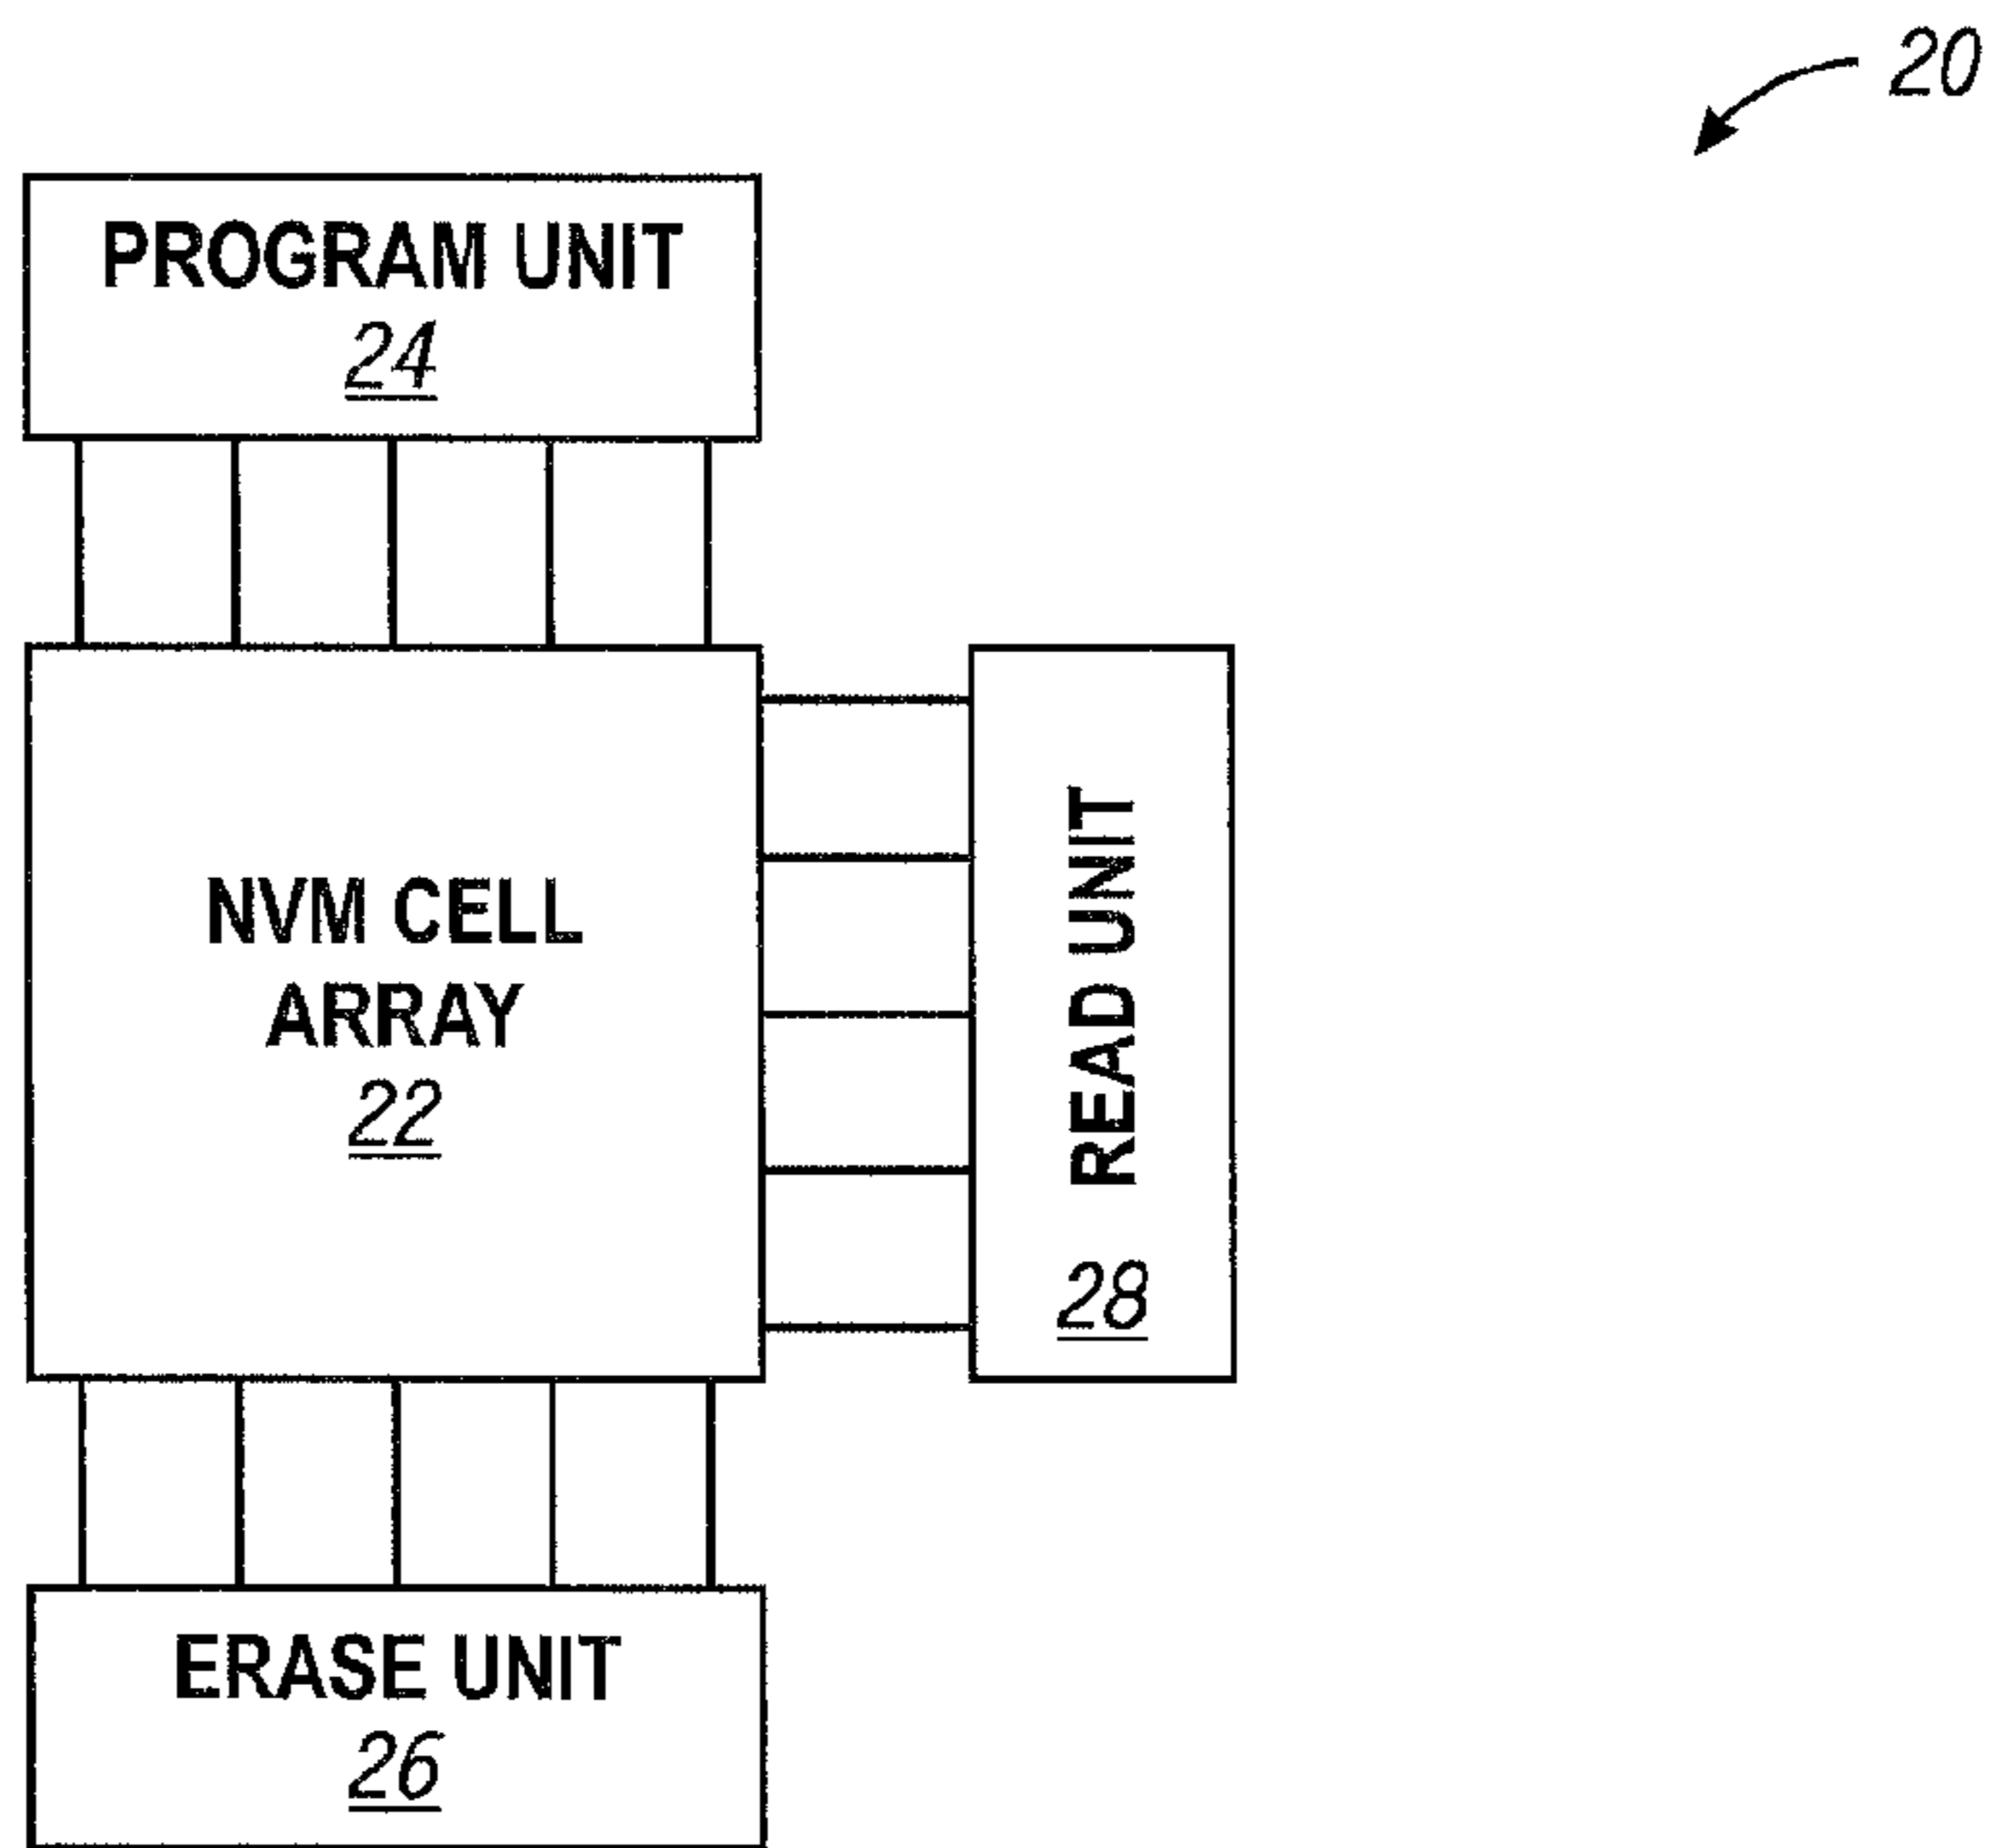 20
PROGRAM UNIT
24
NVM CELL
ARRAY
22
READ UNIT
28
ERASE UNIT
26